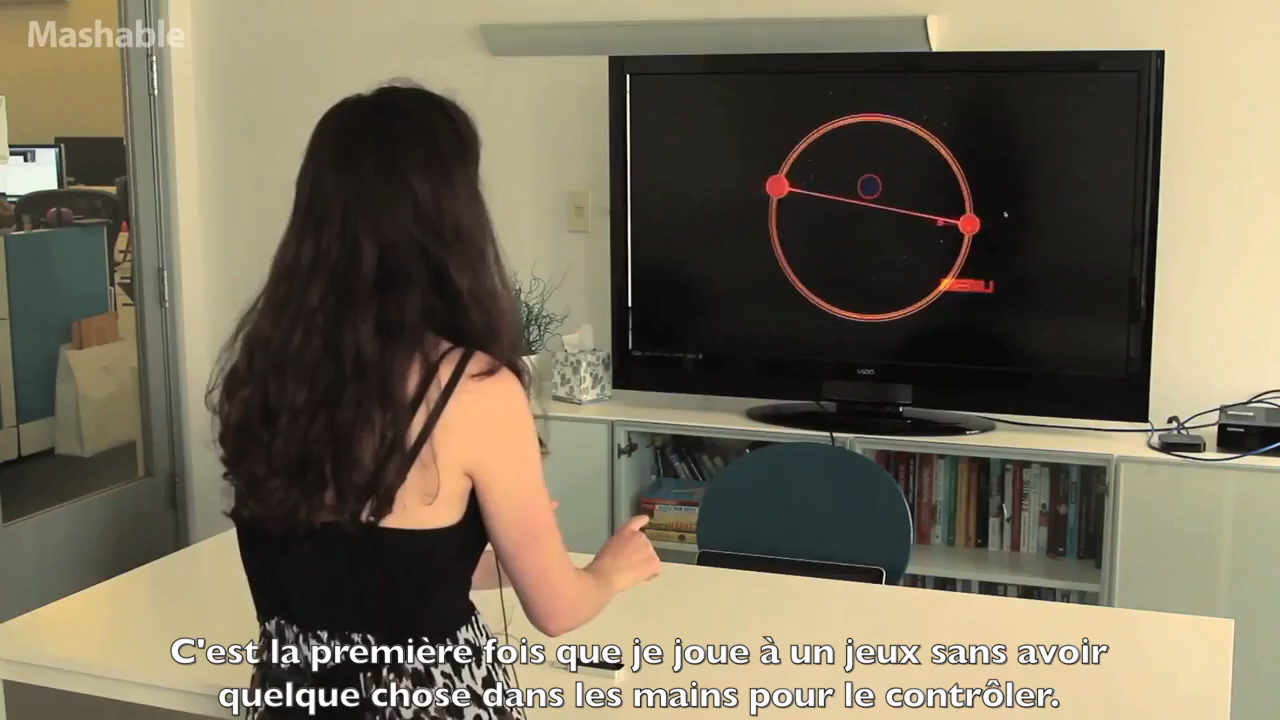 Mashable
MENU
VIZIO
C'est la première fois que je joue à un jeux sans avoir
quelque chose dans les mains pour le contrôler.